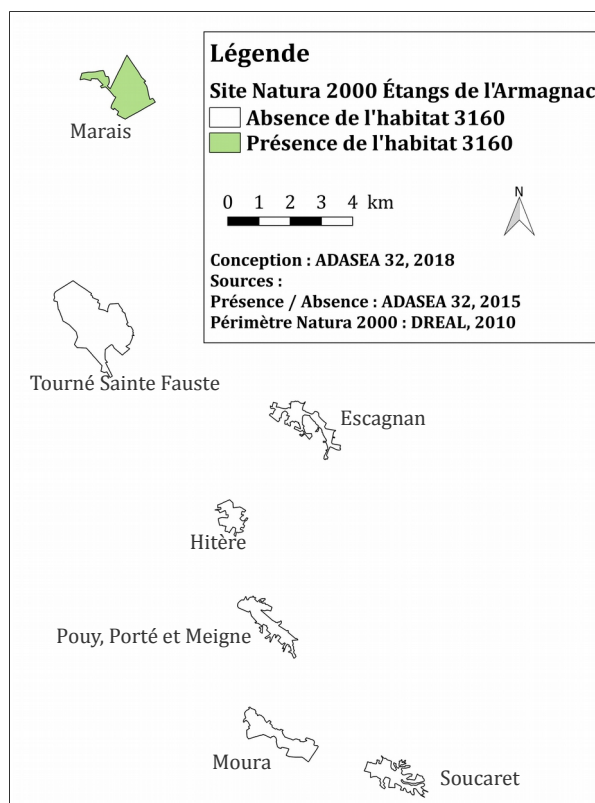 Légende
Site Natura 2000 Étangs de l'Armagnac
Absence de l'habitat 3160
Présence de l'habitat 3160
0 1 2 3 4 km
N
Conception : ADASEA 32, 2018
Sources :
Présence / Absence : ADASEA 32, 2015
Périmètre Natura 2000 : DREAL, 2010
Marais
Tourné Sainte Fauste
Escagnan
Hitère
Pouy, Porté et Meigne
Moura
Soucaret